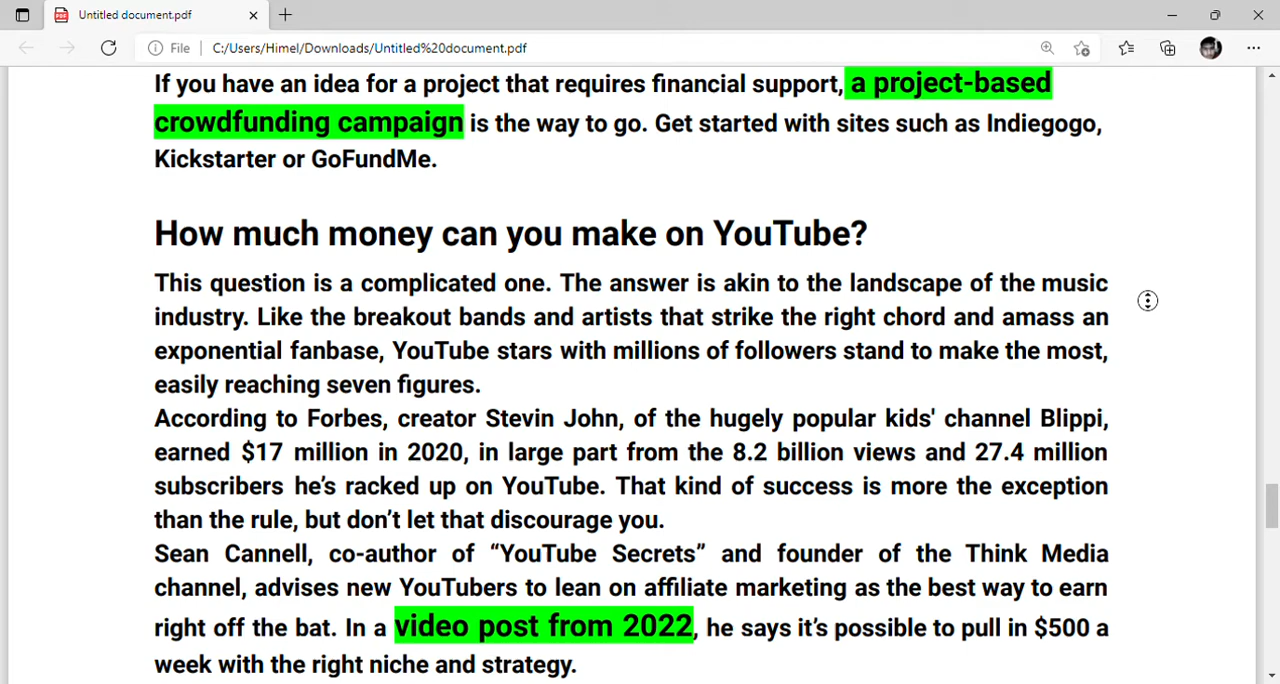 Untitled document.pdf
File
C:/Users/Himel/Downloads/Untitled%20document.pdf
If you have an idea for a project that requires financial support, a project-based
crowdfunding campaign is the way to go. Get started with sites such as Indiegogo,
Kickstarter or GoFundMe.
How much money can you make on YouTube?
This question is a complicated one. The answer is akin to the landscape of the music
industry. Like the breakout bands and artists that strike the right chord and amass an
exponential fanbase, YouTube stars with millions of followers stand to make the most,
easily reaching seven figures.
According to Forbes, creator Stevin John, of the hugely popular kids' channel Blippi,
earned $17 million in 2020, in large part from the 8.2 billion views and 27.4 million
subscribers he’s racked up on YouTube. That kind of success is more the exception
than the rule, but don’t let that discourage you.
Sean Cannell, co-author of “YouTube Secrets” and founder of the Think Media
channel, advises new YouTubers to lean on affiliate marketing as the best way to earn
right off the bat. In a video post from 2022, he says it’s possible to pull in $500 a
week with the right niche and strategy.